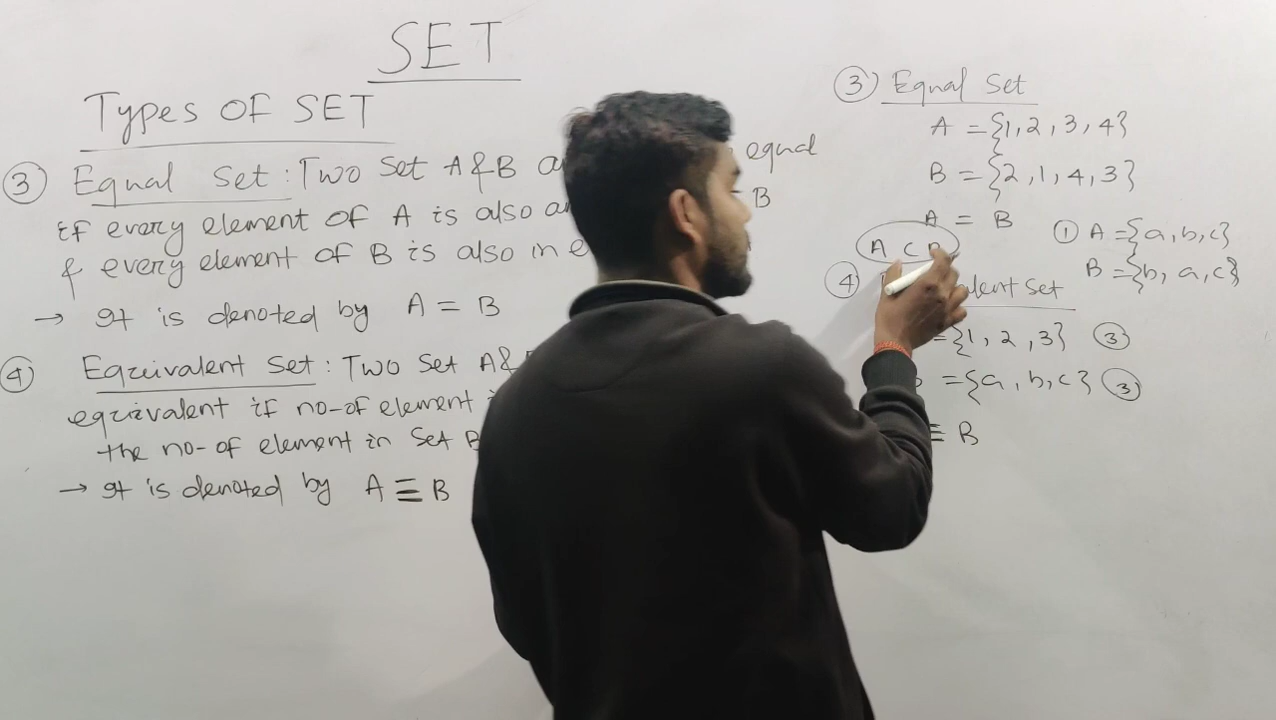 SET
Types OF SET
③ Equal Set : Two Set A & B equal
if every element of A is also B
& every element of B is also in
→ It is denoted by A = B
④ Equivalent Set : Two Set A &
equivalent if no-of element
the no-of element in Set B
→ It is denoted by A ≡ B
③ Equal Set
A = {1, 2, 3, 4}
B = {2, 1, 4, 3}
A = B
A ⊂ B
① A = {a, b, c}
B = {b, a, c}
④ Set
= {1, 2, 3} ③
= {a, b, c} ③
≡ B